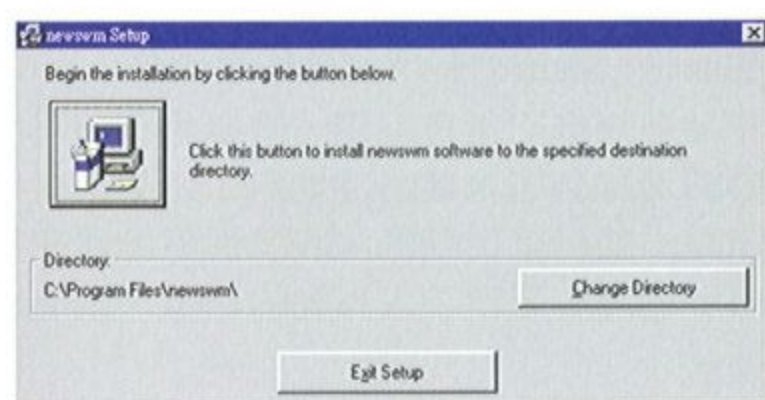 newswm Setup
Begin the installation by clicking the button below.
Click this button to install newswm software to the specified destination
directory.
Directory:
C:\Program Files\newswm\
Change Directory
Exit Setup